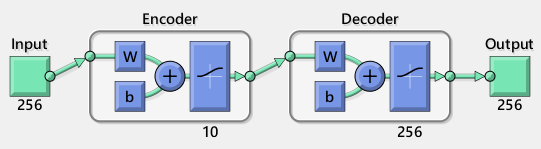 Encoder
Decoder
Input
Output
W
W
+
+
b
b
256
256
10
256